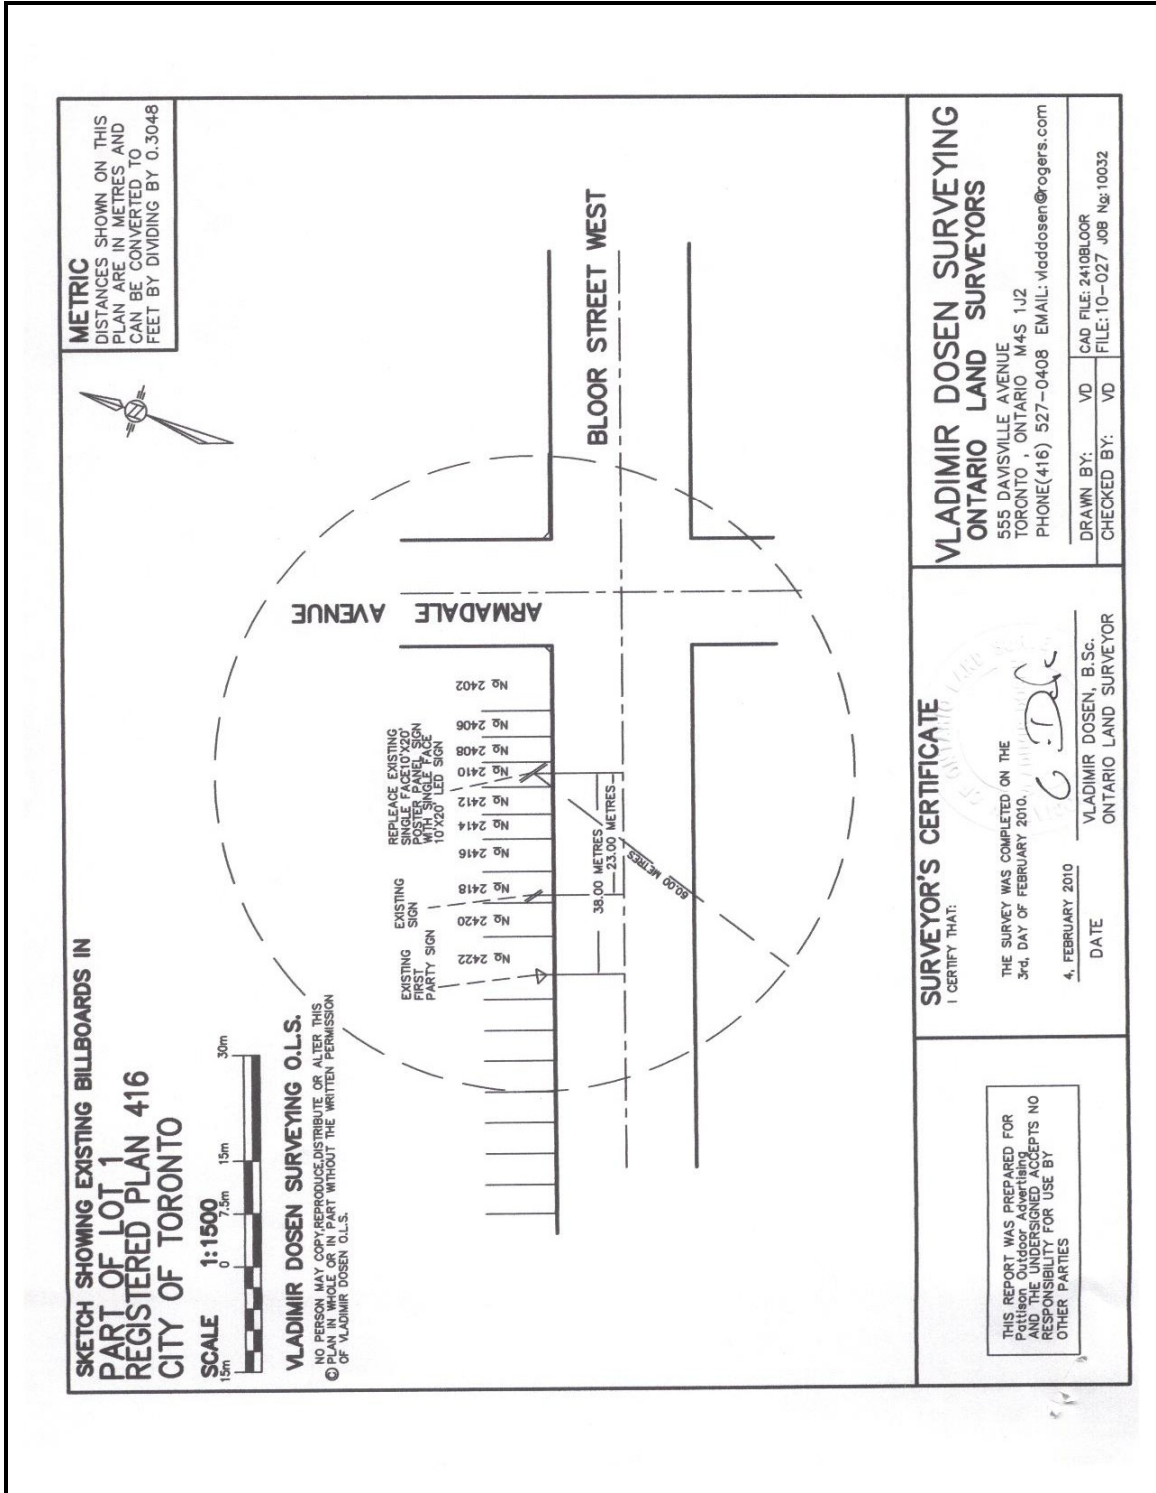 SKETCH SHOWING EXISTING BILLBOARDS IN
PART OF LOT 1
REGISTERED PLAN 416
CITY OF TORONTO
SCALE 1:1500
15m 0 7.5m 15m 30m
VLADIMIR DOSEN SURVEYING O.L.S.
NO PERSON MAY COPY,REPRODUCE,DISTRIBUTE OR ALTER THIS
© PLAN IN WHOLE OR IN PART WITHOUT THE WRITTEN PERMISSION
OF VLADIMIR DOSEN O.L.S.
METRIC
DISTANCES SHOWN ON THIS
PLAN ARE IN METRES AND
CAN BE CONVERTED TO
FEET BY DIVIDING BY 0.3048
EXISTING
FIRST
PARTY SIGN
EXISTING
SIGN
REPLEACE EXISTING
SINGLE FACE10'X20'
POSTER PANEL SIGN
WITH SINGLE FACE
10'X20' LED SIGN
No 2422
No 2420
No 2418
No 2416
No 2414
No 2412
No 2410
No 2408
No 2406
No 2402
ARMADALE AVENUE
BLOOR STREET WEST
38.00 METRES
23.00 METRES
60.00 METRES
THIS REPORT WAS PREPARED FOR
Pattison Outdoor Advertising
AND THE UNDERSIGNED ACCEPTS NO
RESPONSIBILITY FOR USE BY
OTHER PARTIES
SURVEYOR'S CERTIFICATE
I CERTIFY THAT:
THE SURVEY WAS COMPLETED ON THE
3rd, DAY OF FEBRUARY 2010.
4, FEBRUARY 2010
DATE
VLADIMIR DOSEN, B.Sc.
ONTARIO LAND SURVEYOR
VLADIMIR DOSEN SURVEYING
ONTARIO LAND SURVEYORS
555 DAVISVILLE AVENUE
TORONTO , ONTARIO M4S 1J2
PHONE(416) 527-0408 EMAIL: vladdosen@rogers.com
DRAWN BY: VD
CHECKED BY: VD
CAD FILE: 2410BLOOR
FILE:10-027 JOB No:10032